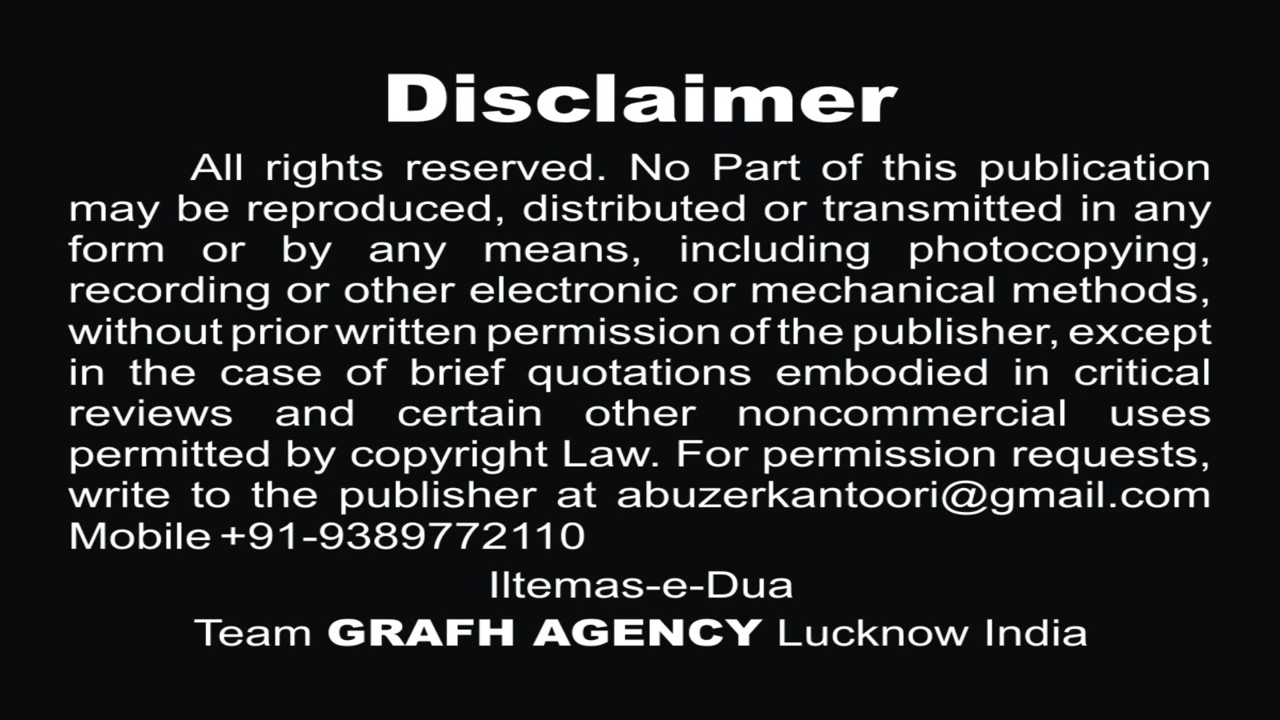 Disclaimer
All rights reserved. No Part of this publication
may be reproduced, distributed or transmitted in any
form or by any means, including photocopying,
recording or other electronic or mechanical methods,
without prior written permission of the publisher, except
in the case of brief quotations embodied in critical
reviews and certain other noncommercial uses
permitted by copyright Law. For permission requests,
write to the publisher at abuzerkantoori@gmail.com
Mobile +91-9389772110
Iltemas-e-Dua
Team GRAFH AGENCY Lucknow India